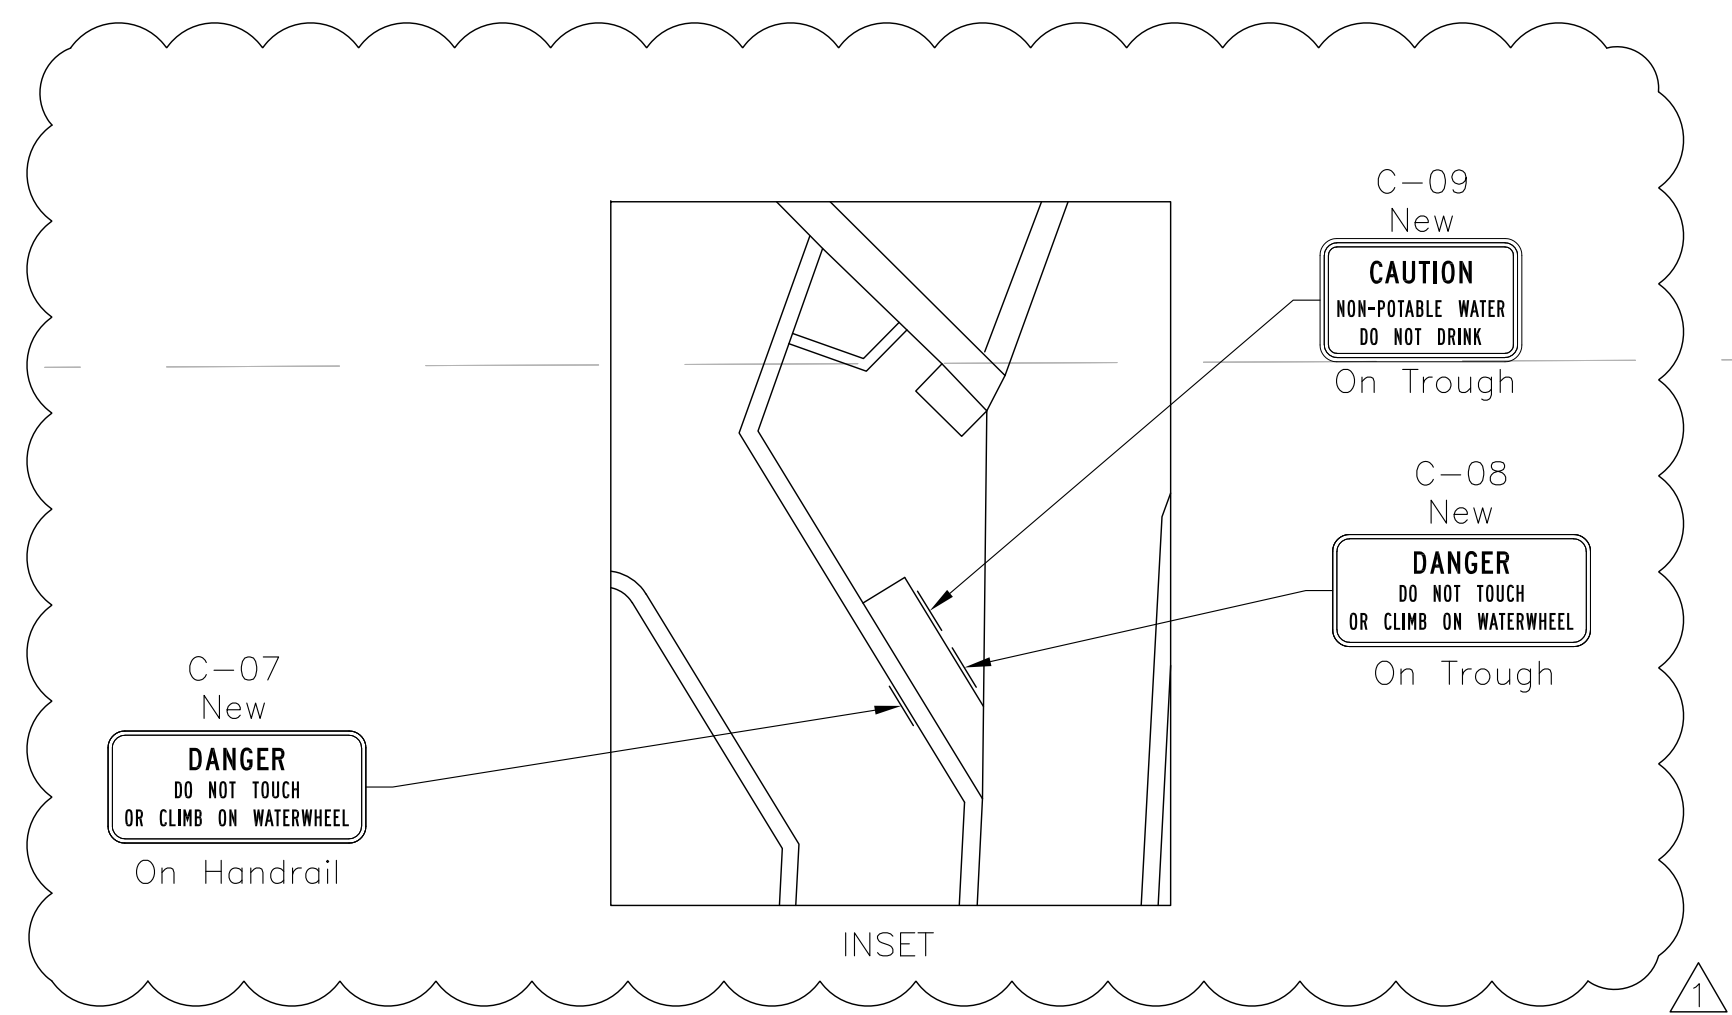 C-09
New
CAUTION
NON-POTABLE WATER
DO NOT DRINK
On Trough
C-08
New
DANGER
DO NOT TOUCH
OR CLIMB ON WATERWHEEL
On Trough
C-07
New
DANGER
DO NOT TOUCH
OR CLIMB ON WATERWHEEL
On Handrail
INSET
1